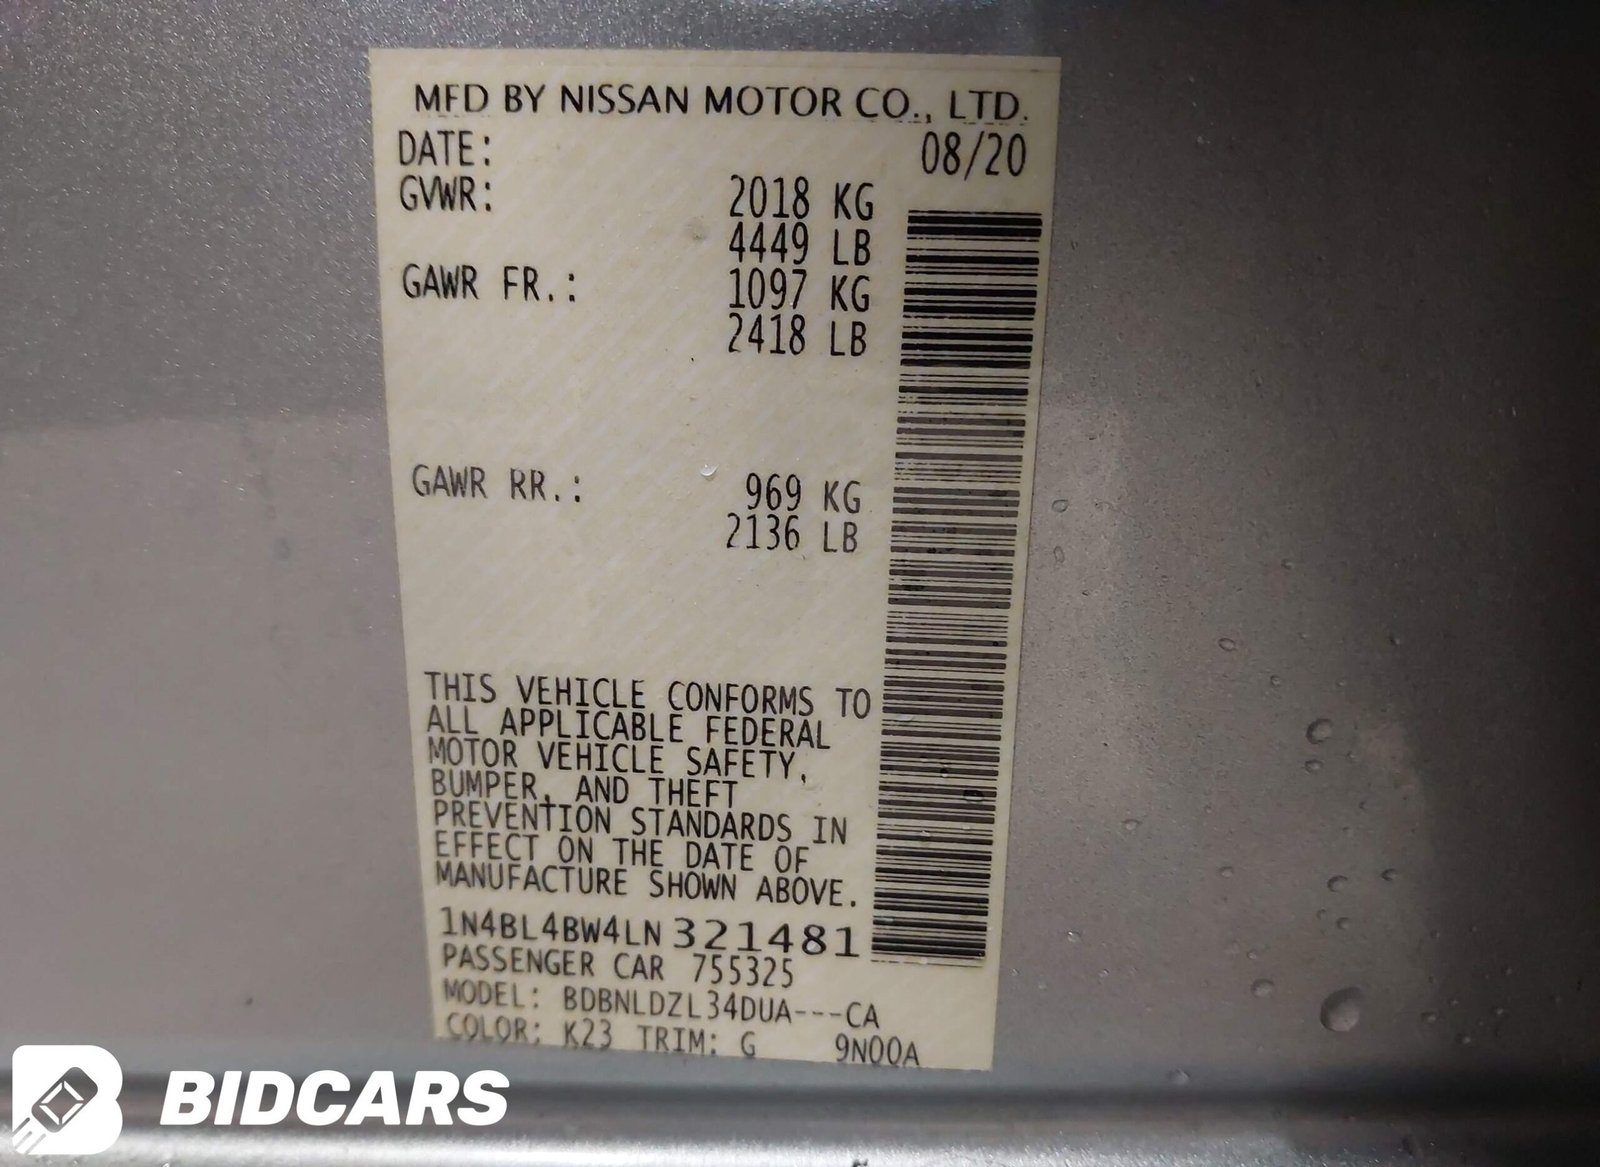 MFD BY NISSAN MOTOR CO., LTD.
DATE: 08/20
GVWR: 2018 KG
4449 LB
GAWR FR.: 1097 KG
2418 LB
GAWR RR.: 969 KG
2136 LB
THIS VEHICLE CONFORMS TO
ALL APPLICABLE FEDERAL
MOTOR VEHICLE SAFETY,
BUMPER, AND THEFT
PREVENTION STANDARDS IN
EFFECT ON THE DATE OF
MANUFACTURE SHOWN ABOVE.
1N4BL4BW4LN321481
PASSENGER CAR 755325
MODEL: BDBNLDZL34DUA---CA
COLOR: K23 TRIM: G 9N00A
BIDCARS